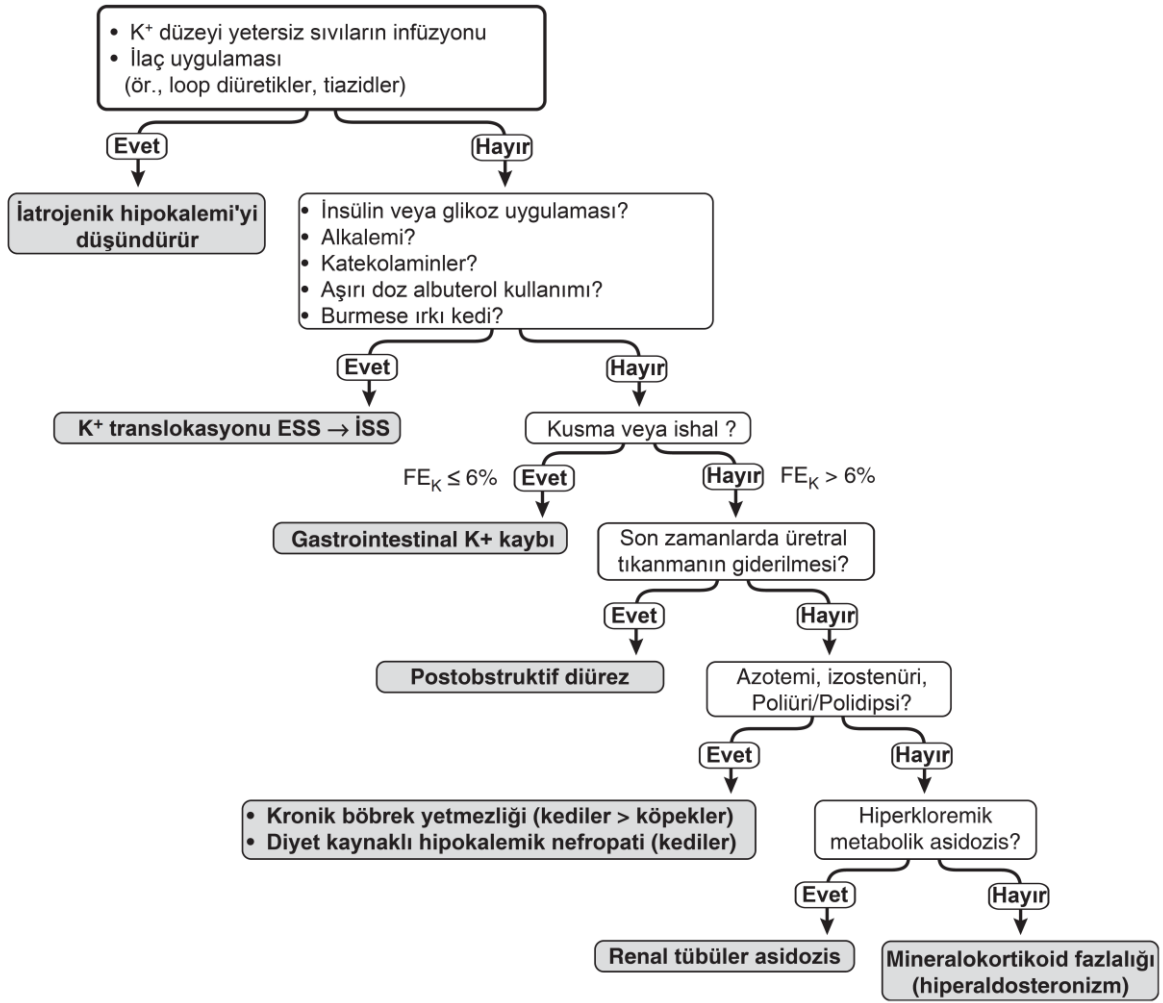 • K⁺ düzeyi yetersiz sıvıların infüzyonu
• İlaç uygulaması
(ör., loop diüretikler, tiazidler)
Evet
Hayır
İatrojenik hipokalemi'yi
düşündürür
• İnsülin veya glikoz uygulaması?
• Alkalemi?
• Katekolaminler?
• Aşırı doz albuterol kullanımı?
• Burmese ırkı kedi?
Evet
Hayır
K⁺ translokasyonu ESS → İSS
Kusma veya ishal ?
FE_K ≤ 6%
Evet
Hayır
FE_K > 6%
Gastrointestinal K+ kaybı
Son zamanlarda üretral
tıkanmanın giderilmesi?
Evet
Hayır
Postobstruktif diürez
Azotemi, izostenüri,
Poliüri/Polidipsi?
Evet
Hayır
• Kronik böbrek yetmezliği (kediler > köpekler)
• Diyet kaynaklı hipokalemik nefropati (kediler)
Hiperkloremik
metabolik asidozis?
Evet
Hayır
Renal tübüler asidozis
Mineralokortikoid fazlalığı
(hiperaldosteronizm)